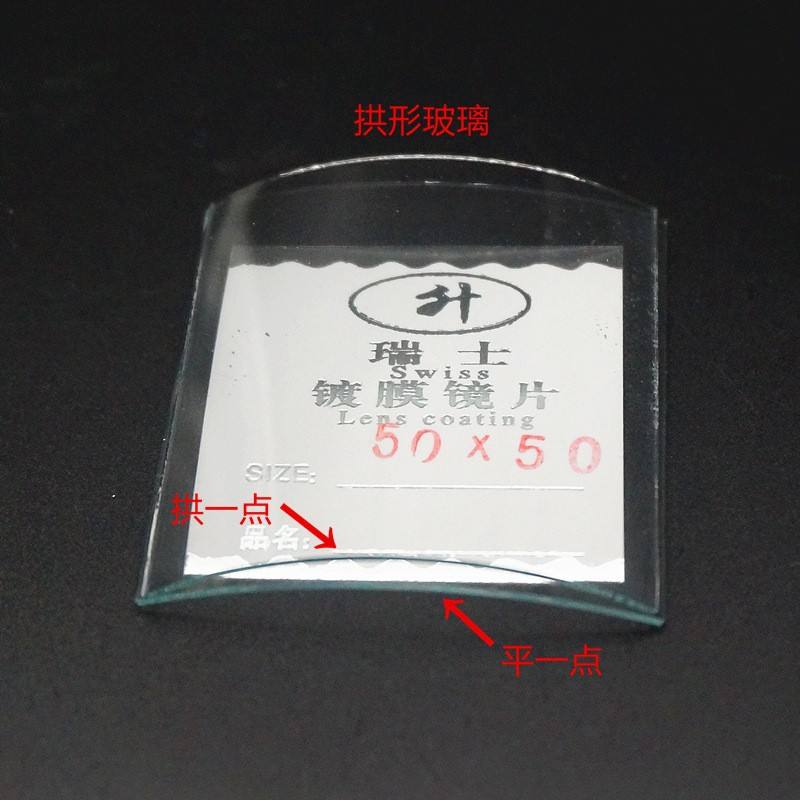 拱形玻璃
升
瑞士
Swiss
镀膜镜片
Lens coating
50 x 50
SIZE:
拱一点
品名:
平一点